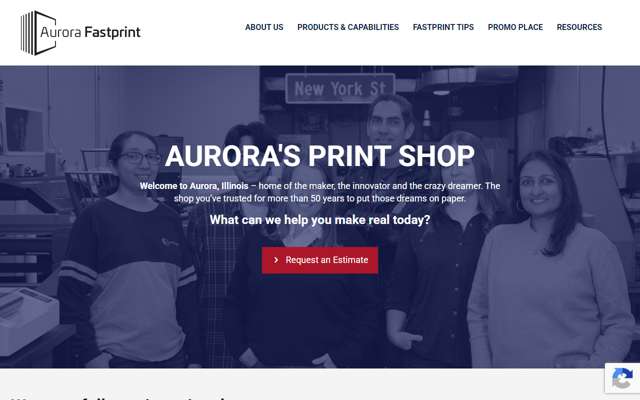 Aurora Fastprint
ABOUT US PRODUCTS & CAPABILITIES FASTPRINT TIPS PROMO PLACE RESOURCES
New York St
AURORA'S PRINT SHOP
Welcome to Aurora, Illinois – home of the maker, the innovator and the crazy dreamer. The
shop you've trusted for more than 50 years to put those dreams on paper.
What can we help you make real today?
Request an Estimate